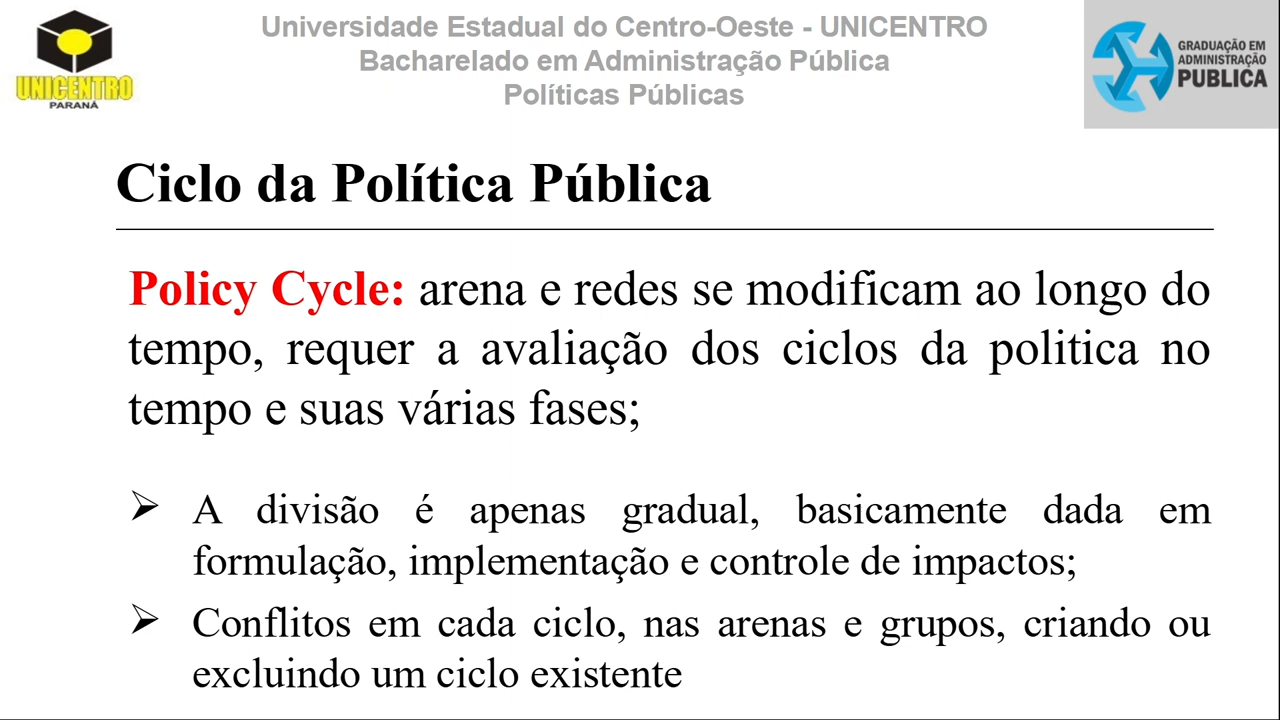 Universidade Estadual do Centro-Oeste - UNICENTRO
Bacharelado em Administração Pública
Políticas Públicas
UNICENTRO
PARANÁ
GRADUAÇÃO EM
ADMINISTRAÇÃO
PUBLICA
Ciclo da Política Pública
Policy Cycle: arena e redes se modificam ao longo do
tempo, requer a avaliação dos ciclos da politica no
tempo e suas várias fases;
➢ A divisão é apenas gradual, basicamente dada em
formulação, implementação e controle de impactos;
➢ Conflitos em cada ciclo, nas arenas e grupos, criando ou
excluindo um ciclo existente